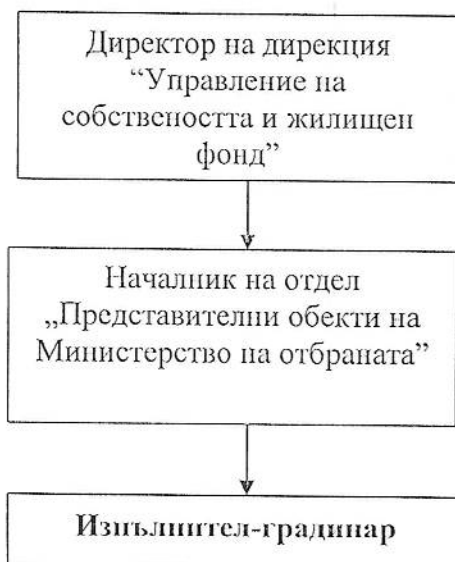 Директор на дирекция
“Управление на
собствеността и жилищен
фонд”
Началник на отдел
„Представителни обекти на
Министерство на отбраната”
Изпълнител-градинар